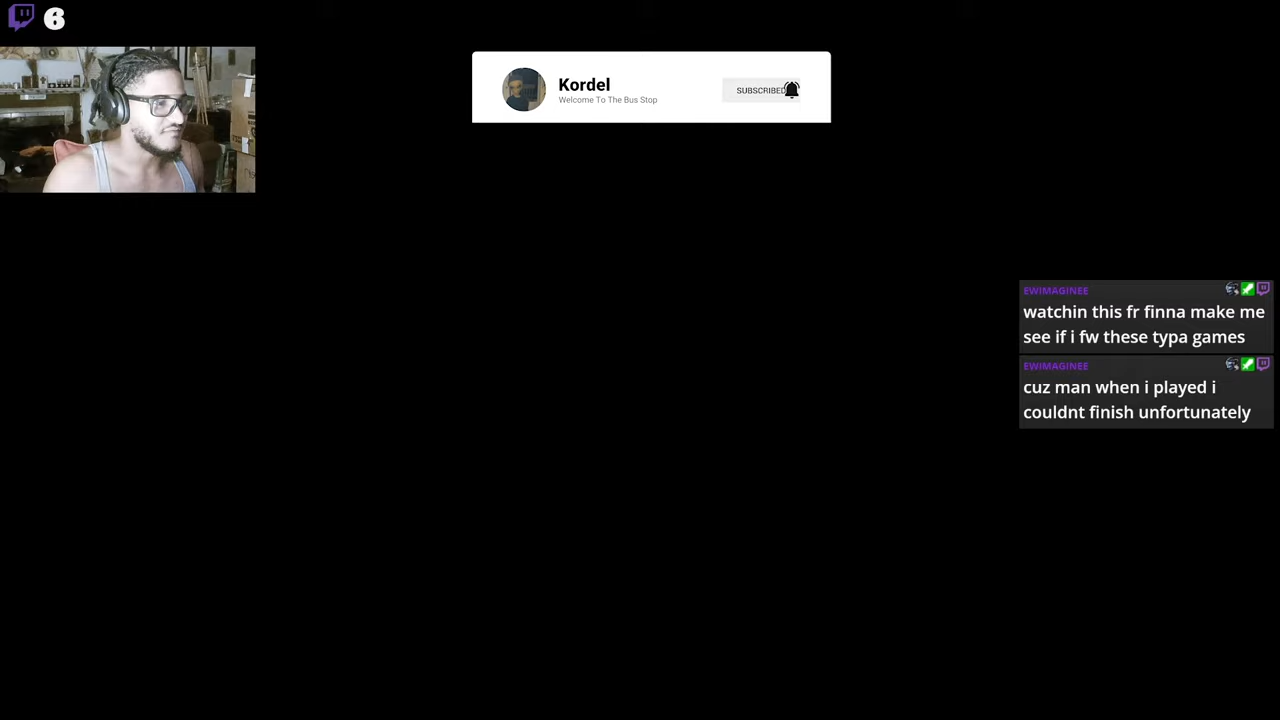 6
Kordel
Welcome To The Bus Stop
SUBSCRIBED
EWIMAGINEE
watchin this fr finna make me
see if i fw these typa games
EWIMAGINEE
cuz man when i played i
couldnt finish unfortunately